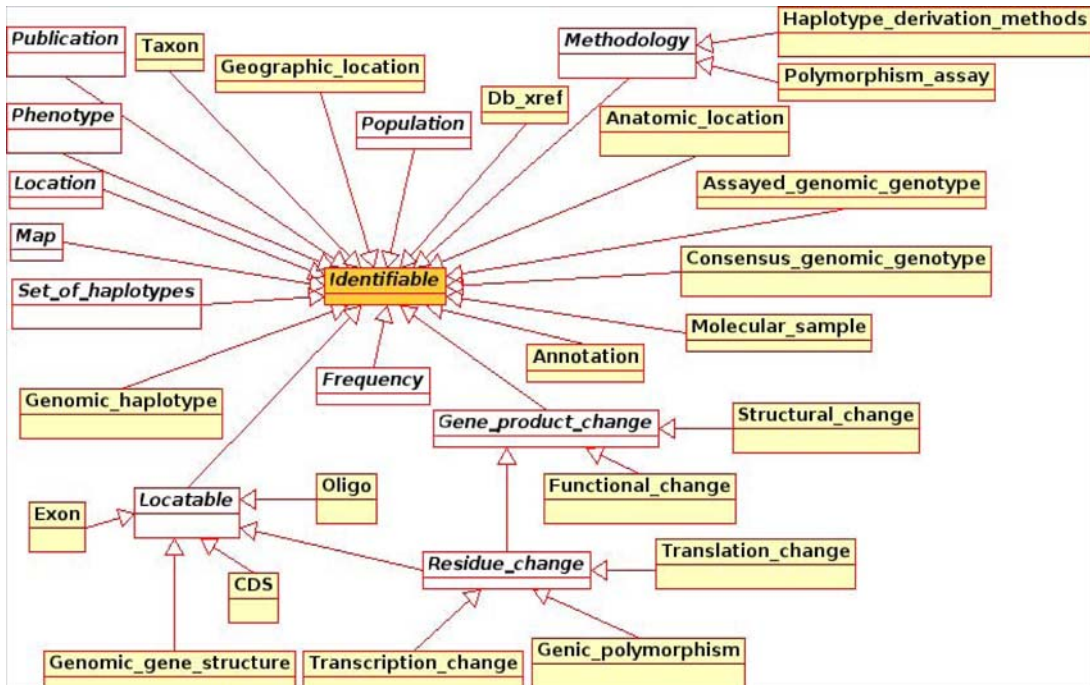 Publication
Taxon
Geographic_location
Methodology
Haplotype_derivation_methods
Polymorphism_assay
Db_xref
Anatomic_location
Phenotype
Population
Location
Assayed_genomic_genotype
Map
Consensus_genomic_genotype
Identifiable
Set_of_haplotypes
Molecular_sample
Annotation
Frequency
Genomic_haplotype
Gene_product_change
Structural_change
Oligo
Functional_change
Locatable
Exon
Translation_change
Residue_change
CDS
Genomic_gene_structure
Transcription_change
Genic_polymorphism